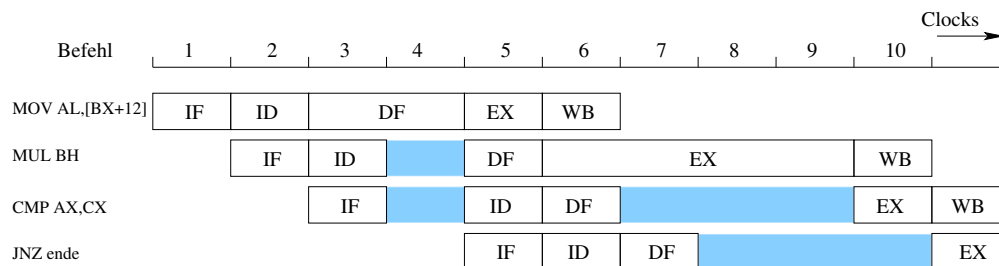 Clocks
Befehl 1 2 3 4 5 6 7 8 9 10
MOV AL,[BX+12] IF ID DF EX WB
MUL BH IF ID DF EX WB
CMP AX,CX IF ID DF EX WB
JNZ ende IF ID DF EX